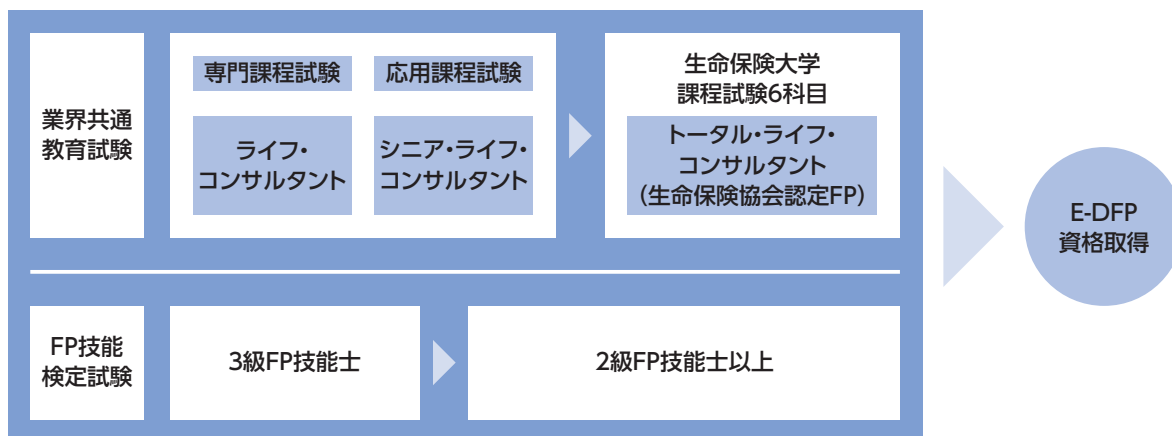 業界共通
教育試験
専門課程試験
応用課程試験
ライフ・
コンサルタント
シニア・ライフ・
コンサルタント
生命保険大学
課程試験6科目
トータル・ライフ・
コンサルタント
(生命保険協会認定FP)
FP技能
検定試験
3級FP技能士
2級FP技能士以上
E-DFP
資格取得